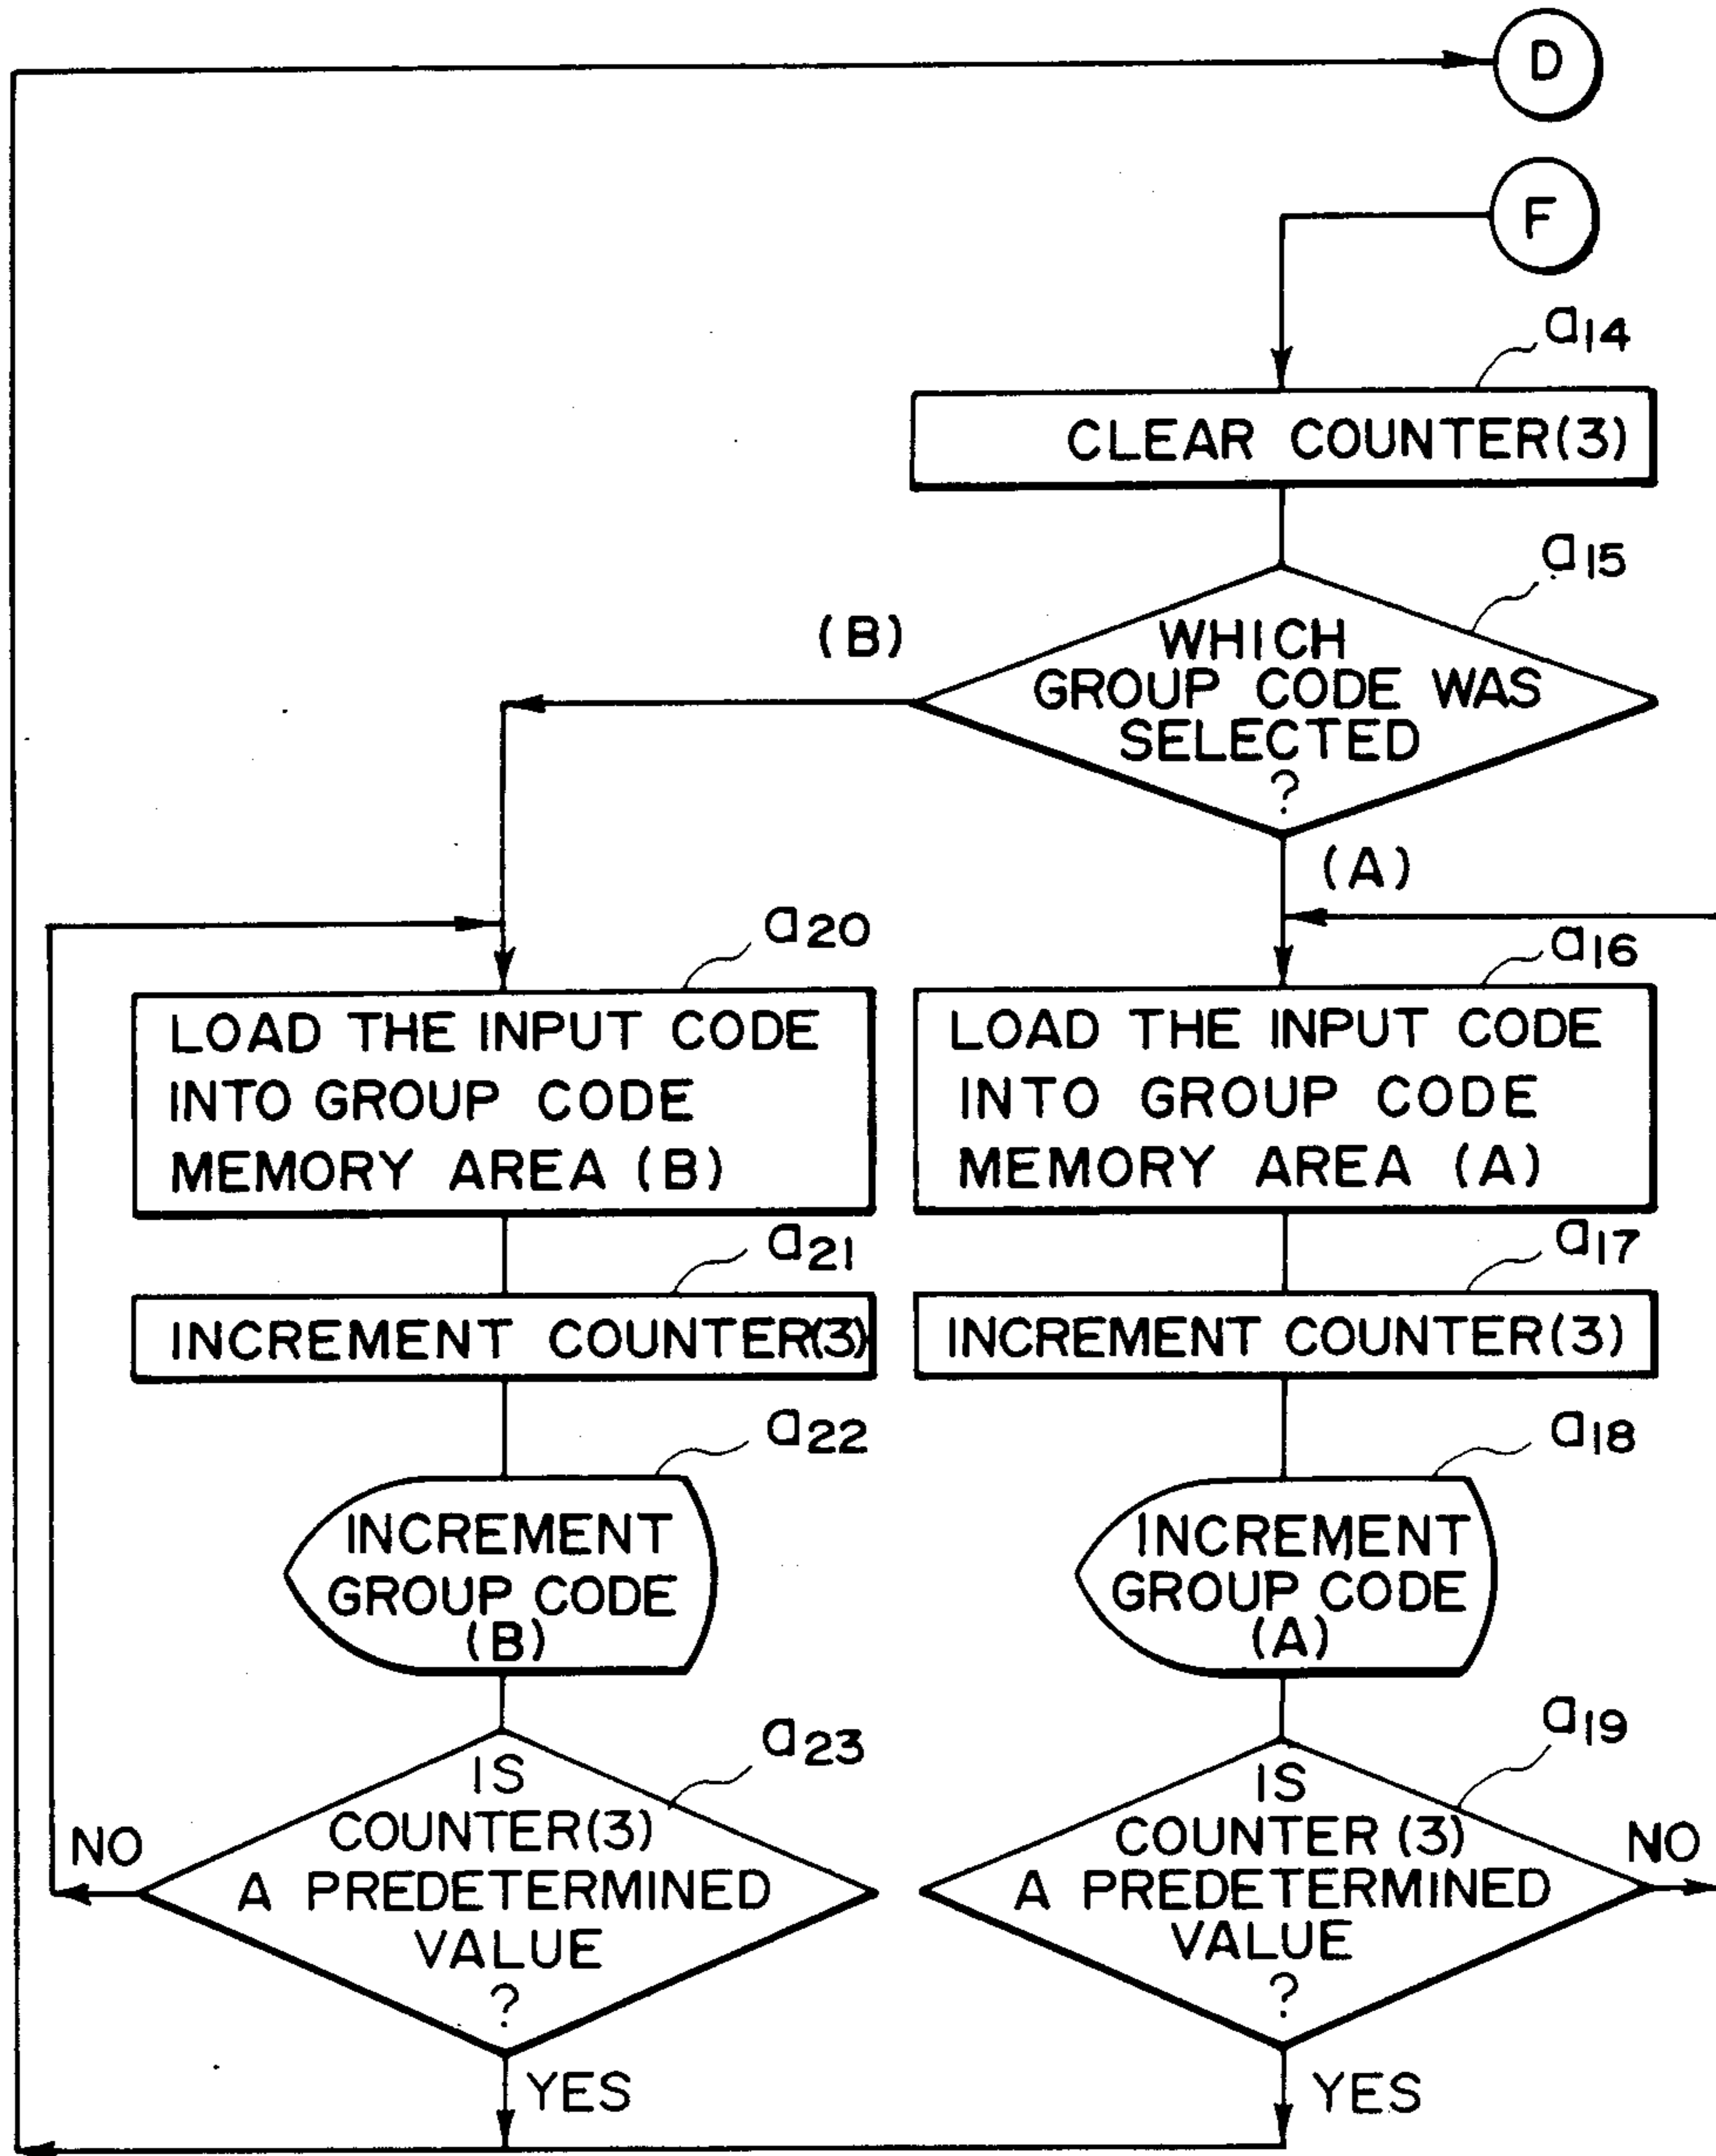 D
F
a14
CLEAR COUNTER(3)
a15
(B)
WHICH
GROUP CODE WAS
SELECTED
?
(A)
a20
LOAD THE INPUT CODE
INTO GROUP CODE
MEMORY AREA (B)
a16
LOAD THE INPUT CODE
INTO GROUP CODE
MEMORY AREA (A)
a21
INCREMENT COUNTER(3)
a17
INCREMENT COUNTER(3)
a22
INCREMENT
GROUP CODE
(B)
a18
INCREMENT
GROUP CODE
(A)
a23
IS
COUNTER(3)
A PREDETERMINED
VALUE
?
NO
YES
a19
IS
COUNTER (3)
A PREDETERMINED
VALUE
?
NO
YES